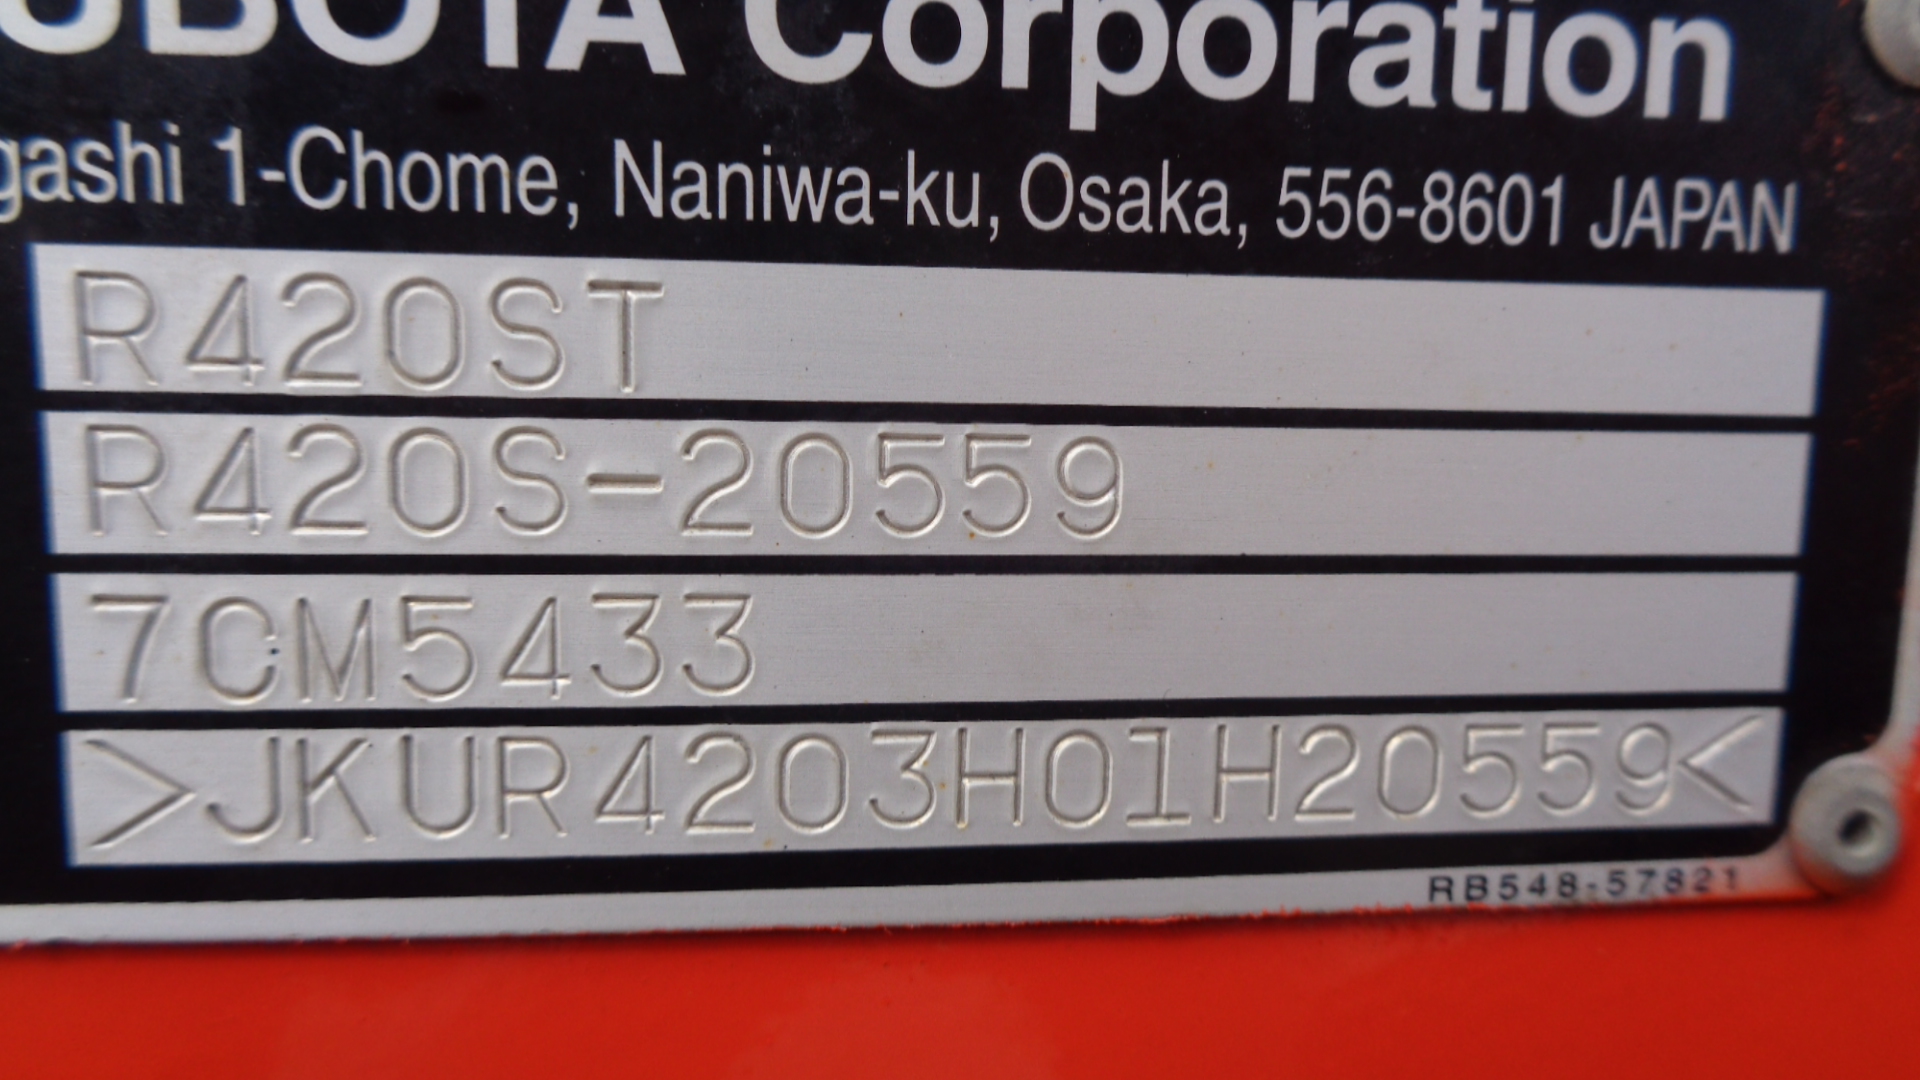 UBOTA Corporation
gashi 1-Chome, Naniwa-ku, Osaka, 556-8601 JAPAN
R420ST
R420S-20559
7CM5433
>JKUR4203H01H20559<
RB548-57821